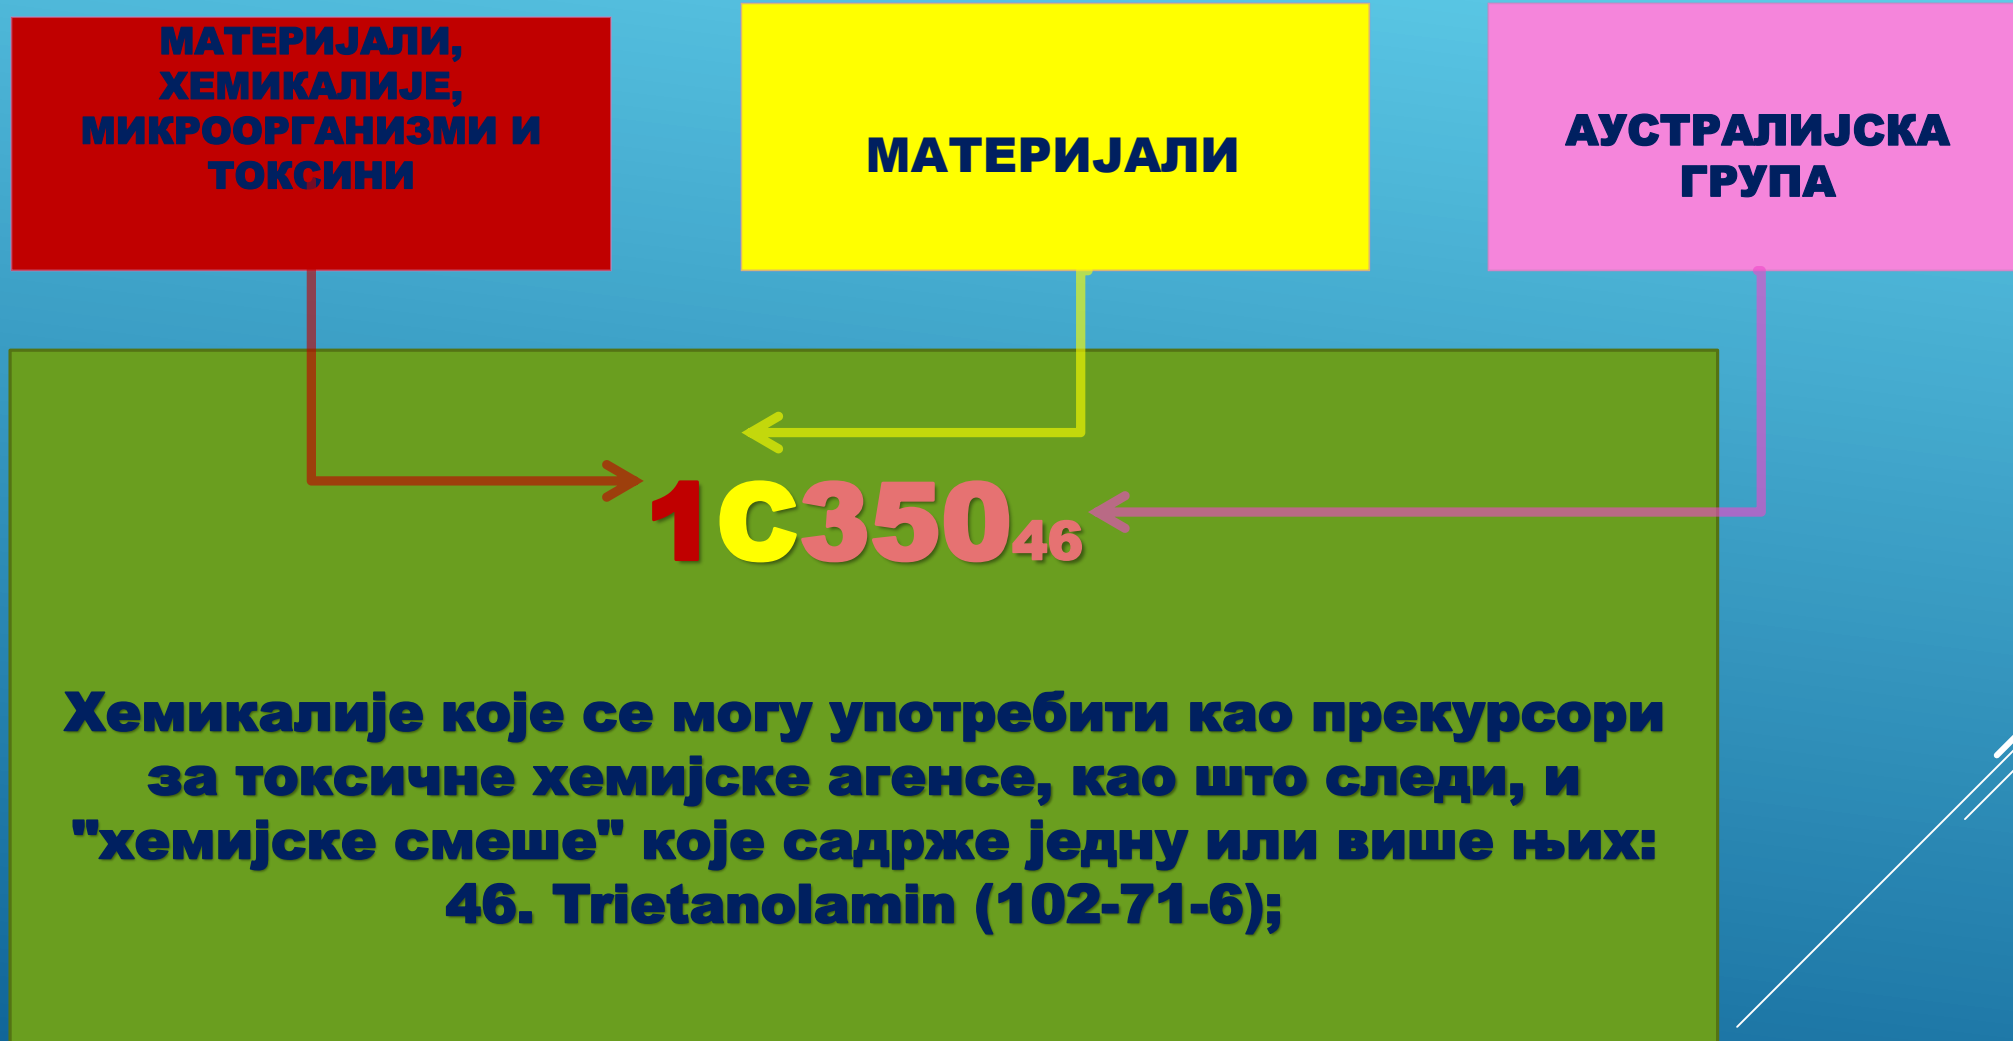 МАТЕРИЈАЛИ,
ХЕМИКАЛИЈЕ,
МИКРООРГАНИЗМИ И
ТОКСИНИ
МАТЕРИЈАЛИ
АУСТРАЛИЈСКА
ГРУПА
1C35046
Хемикалије које се могу употребити као прекурсори
за токсичне хемијске агенсе, као што следи, и
"хемијске смеше" које садрже једну или више њих:
46. Trietanolamin (102-71-6);